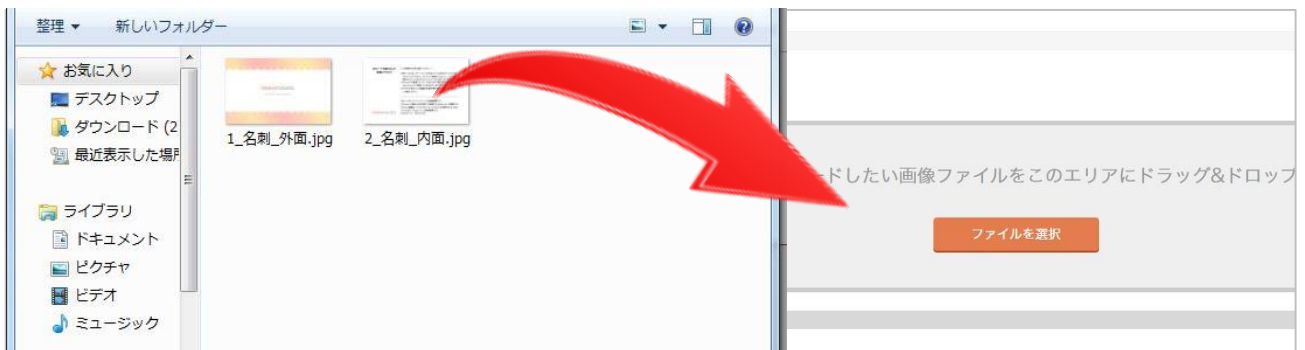 整理 ▼ 新しいフォルダー
お気に入り
デスクトップ
ダウンロード (2
最近表示した場所
ライブラリ
ドキュメント
ピクチャ
ビデオ
ミュージック
1_名刺_外面.jpg
2_名刺_内面.jpg
ードしたい画像ファイルをこのエリアにドラッグ&ドロップ
ファイルを選択